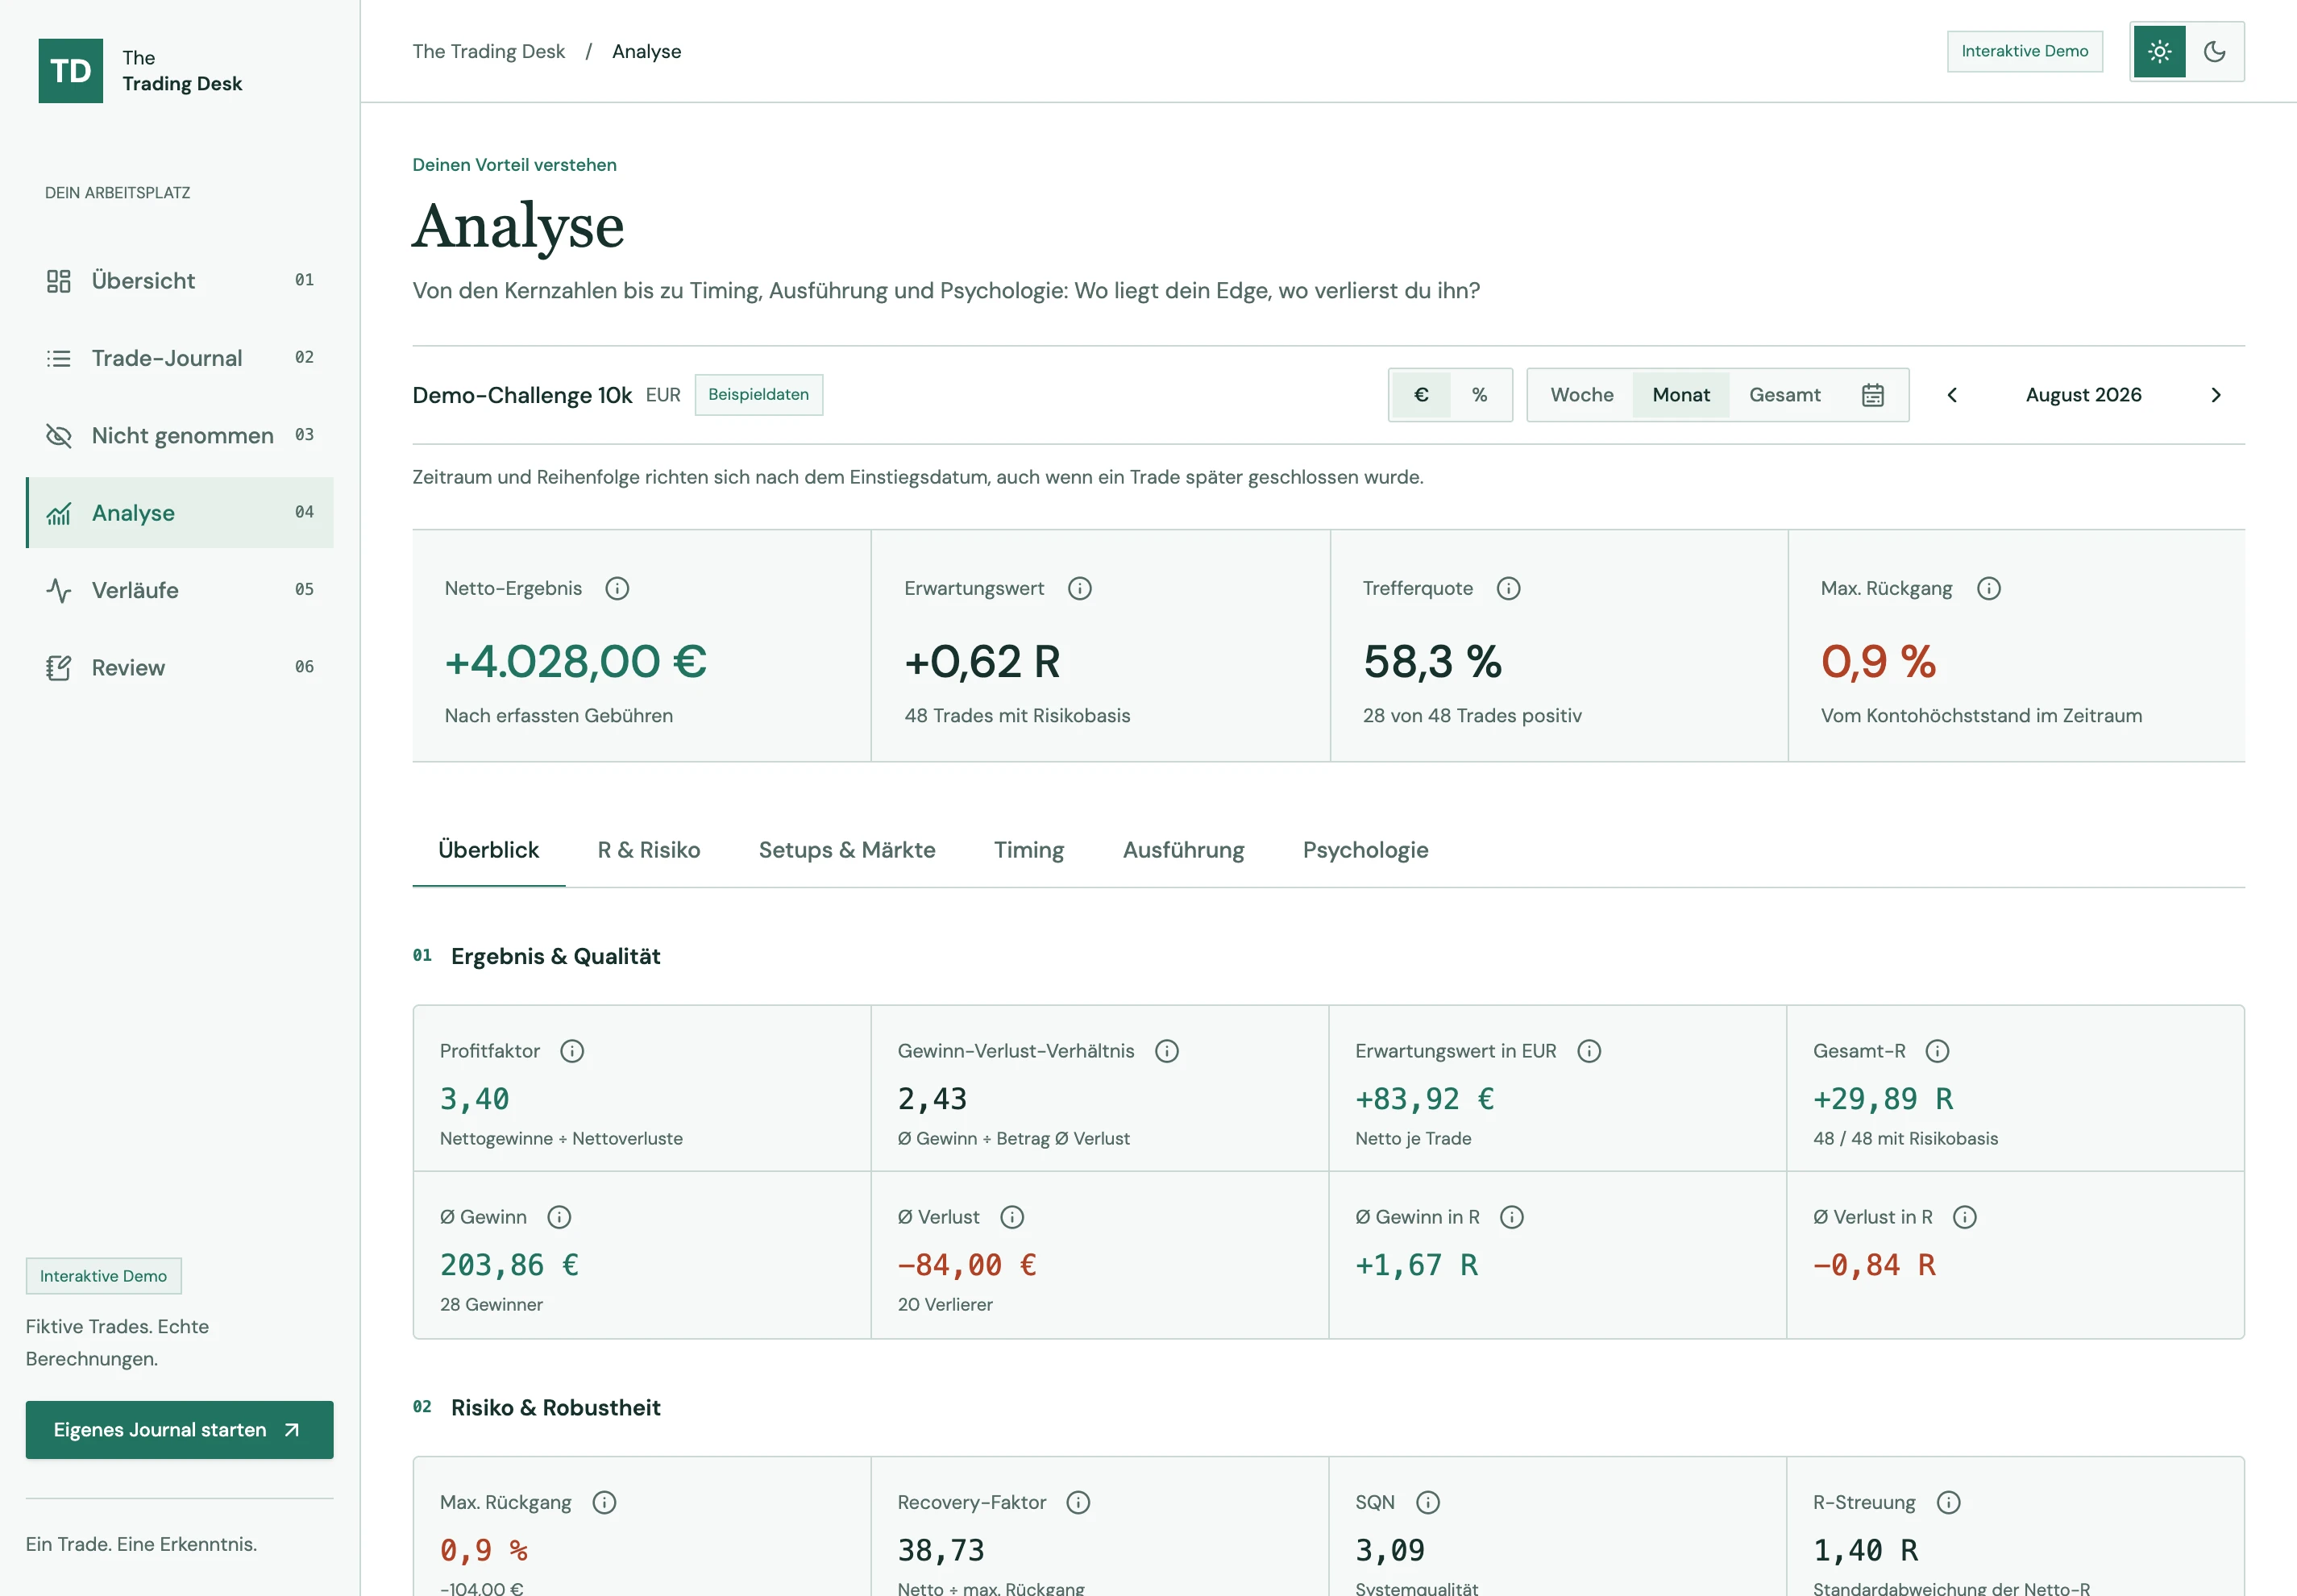 TD
The
Trading Desk
DEIN ARBEITSPLATZ
Übersicht 01
Trade-Journal 02
Nicht genommen 03
Analyse 04
Verläufe 05
Review 06
Interaktive Demo
Fiktive Trades. Echte
Berechnungen.
Eigenes Journal starten
Ein Trade. Eine Erkenntnis.
The Trading Desk / Analyse
Interaktive Demo
Deinen Vorteil verstehen
Analyse
Von den Kernzahlen bis zu Timing, Ausführung und Psychologie: Wo liegt dein Edge, wo verlierst du ihn?
Demo-Challenge 10k EUR Beispieldaten € % Woche Monat Gesamt August 2026
Zeitraum und Reihenfolge richten sich nach dem Einstiegsdatum, auch wenn ein Trade später geschlossen wurde.
Netto-Ergebnis Erwartungswert Trefferquote Max. Rückgang
+4.028,00 € +0,62 R 58,3 % 0,9 %
Nach erfassten Gebühren 48 Trades mit Risikobasis 28 von 48 Trades positiv Vom Kontohöchststand im Zeitraum
Überblick R & Risiko Setups & Märkte Timing Ausführung Psychologie
01 Ergebnis & Qualität
Profitfaktor Gewinn-Verlust-Verhältnis Erwartungswert in EUR Gesamt-R
3,40 2,43 +83,92 € +29,89 R
Nettogewinne ÷ Nettoverluste Ø Gewinn ÷ Betrag Ø Verlust Netto je Trade 48 / 48 mit Risikobasis
Ø Gewinn Ø Verlust Ø Gewinn in R Ø Verlust in R
203,86 € −84,00 € +1,67 R −0,84 R
28 Gewinner 20 Verlierer
02 Risiko & Robustheit
Max. Rückgang Recovery-Faktor SQN R-Streuung
0,9 % 38,73 3,09 1,40 R
−104,00 € Netto ÷ max. Rückgang Systemqualität Standardabweichung der Netto-R